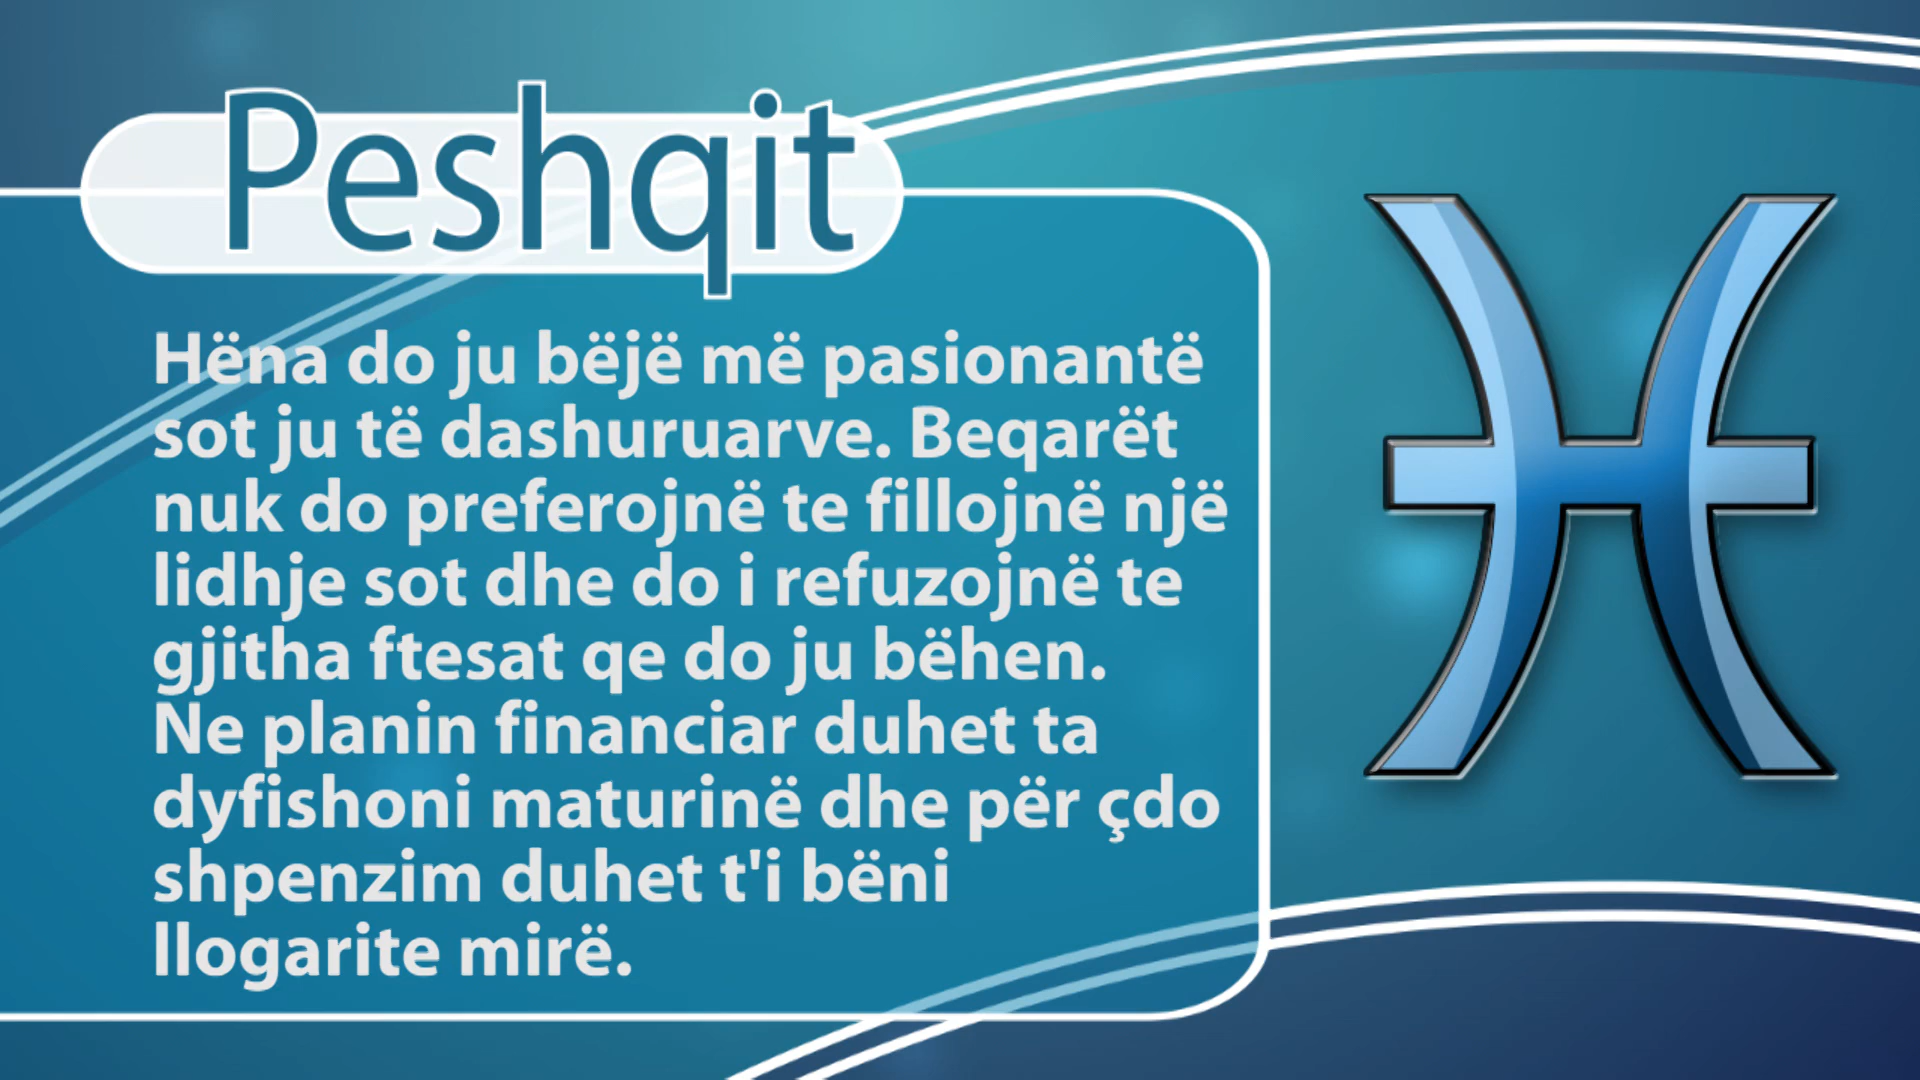 Peshqit
Hëna do ju bëjë më pasionantë
sot ju të dashuruarve. Beqarët
nuk do preferojnë te fillojnë një
lidhje sot dhe do i refuzojnë te
gjitha ftesat qe do ju bëhen.
Ne planin financiar duhet ta
dyfishoni maturinë dhe për çdo
shpenzim duhet t'i bëni
llogarite mirë.